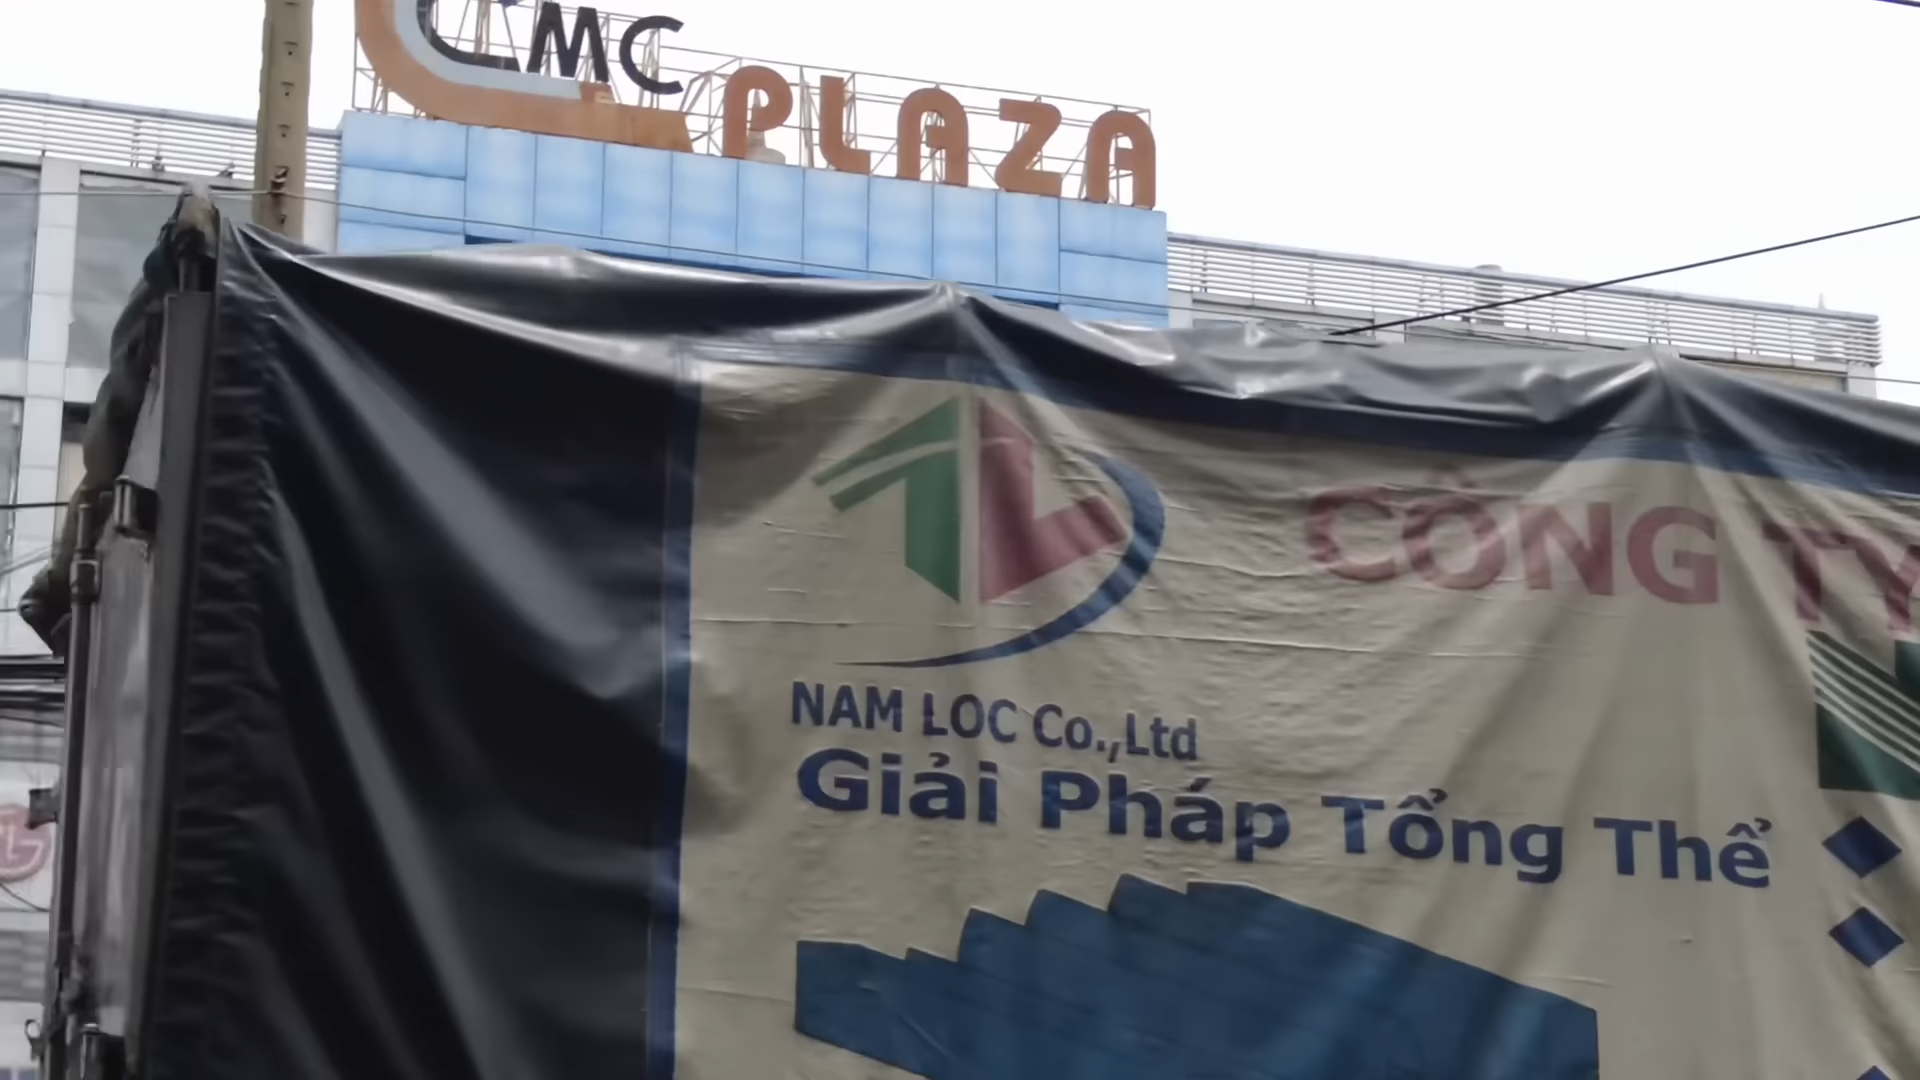 CMC PLAZA
CÔNG TY
NAM LOC Co.,Ltd
Giải Pháp Tổng Thể